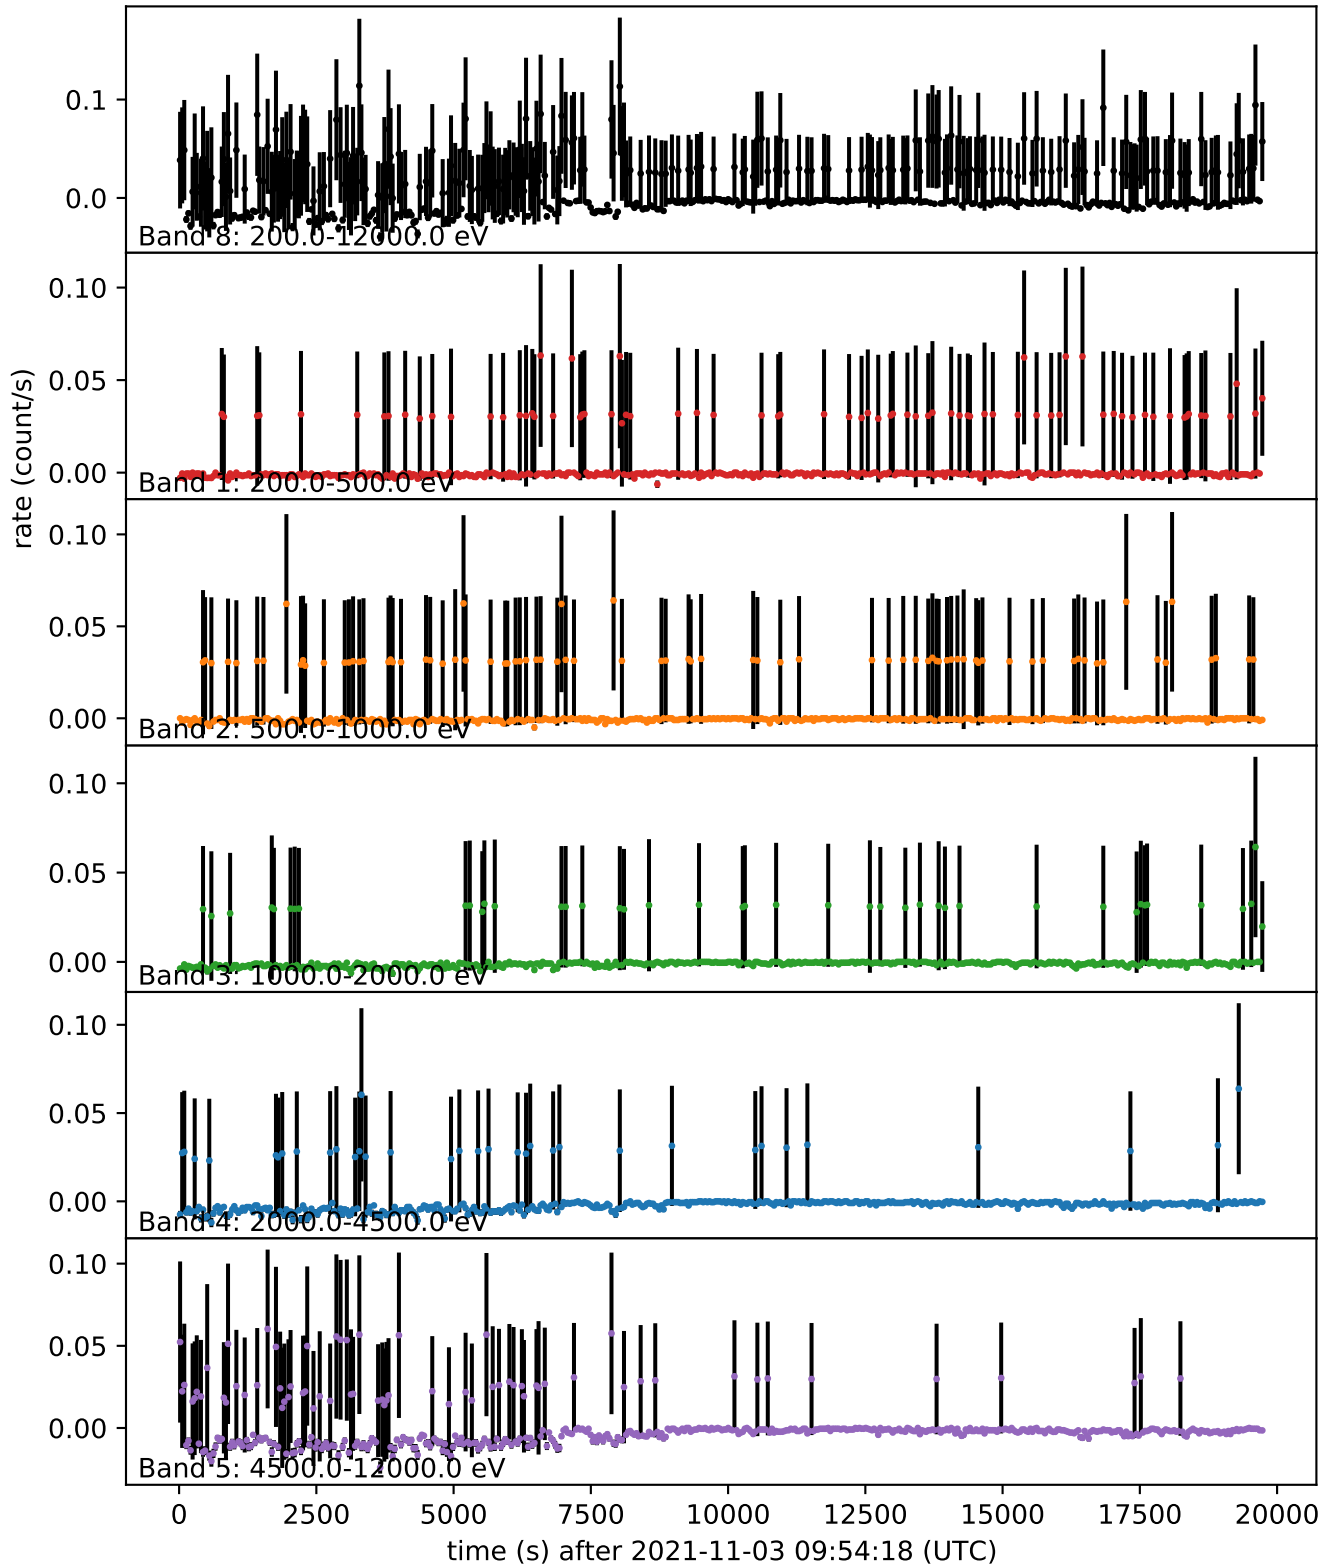 0.1
0.0
Band 8: 200.0-12000.0 eV
0.10
0.05
0.00
Band 1: 200.0-500.0 eV
rate (count/s)
0.10
0.05
0.00
Band 2: 500.0-1000.0 eV
0.10
0.05
0.00
Band 3: 1000.0-2000.0 eV
0.10
0.05
0.00
Band 4: 2000.0-4500.0 eV
0.10
0.05
0.00
Band 5: 4500.0-12000.0 eV
0 2500 5000 7500 10000 12500 15000 17500 20000
time (s) after 2021-11-03 09:54:18 (UTC)